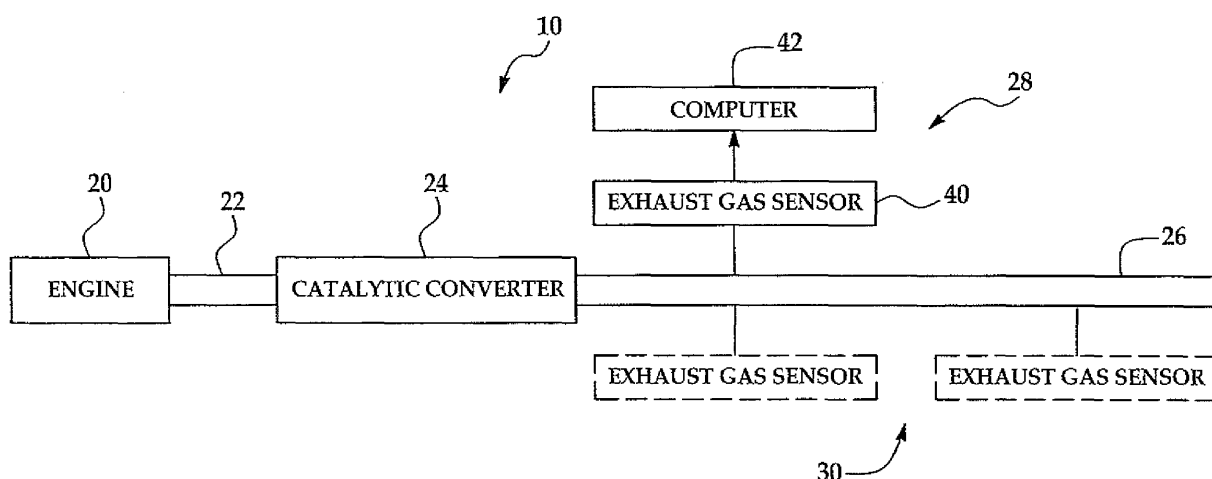 10
42
COMPUTER
28
20
22
24
EXHAUST GAS SENSOR
40
26
ENGINE
CATALYTIC CONVERTER
EXHAUST GAS SENSOR
EXHAUST GAS SENSOR
30